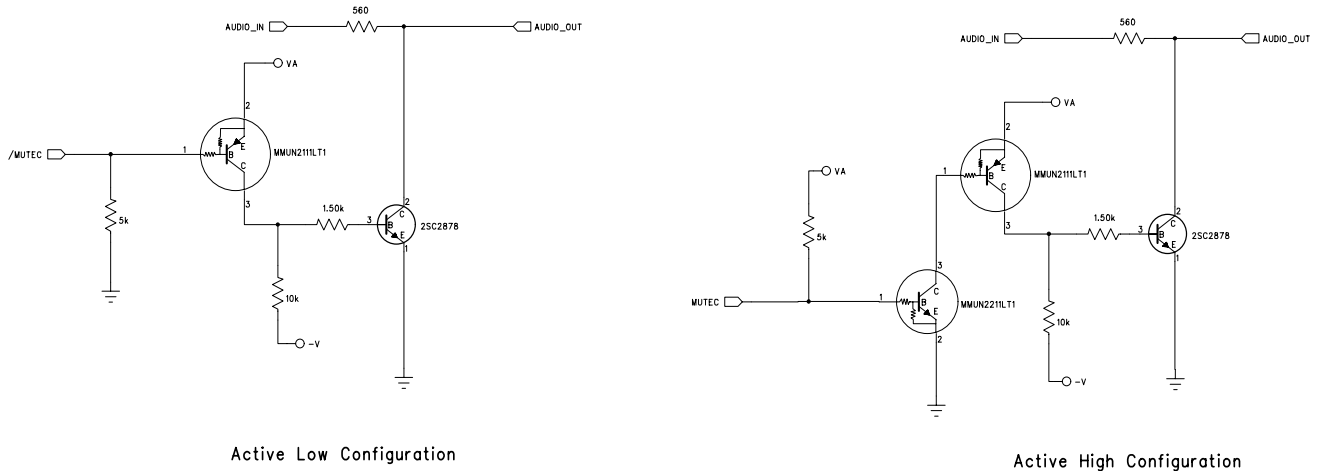 560
AUDIO_IN
AUDIO_OUT
VA
2
E
B
C
MMUN2111LT1
/MUTEC
1
3
5k
1.50k
3
2
C
B
E
1
2SC2878
10k
-V
Active Low Configuration
560
AUDIO_IN
AUDIO_OUT
VA
2
E
B
C
MMUN2111LT1
1
3
VA
5k
1.50k
3
2
C
B
E
1
2SC2878
MUTEC
1
3
C
B
E
2
MMUN2211LT1
10k
-V
Active High Configuration